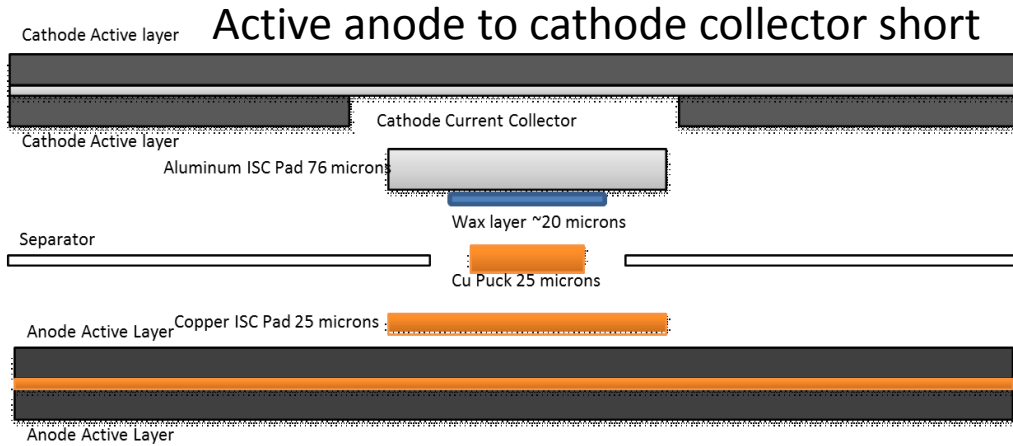 Active anode to cathode collector short
Cathode Active layer
Cathode Current Collector
Cathode Active layer
Aluminum ISC Pad 76 microns
Wax layer ~20 microns
Separator
Cu Puck 25 microns
Copper ISC Pad 25 microns
Anode Active Layer
Anode Active Layer